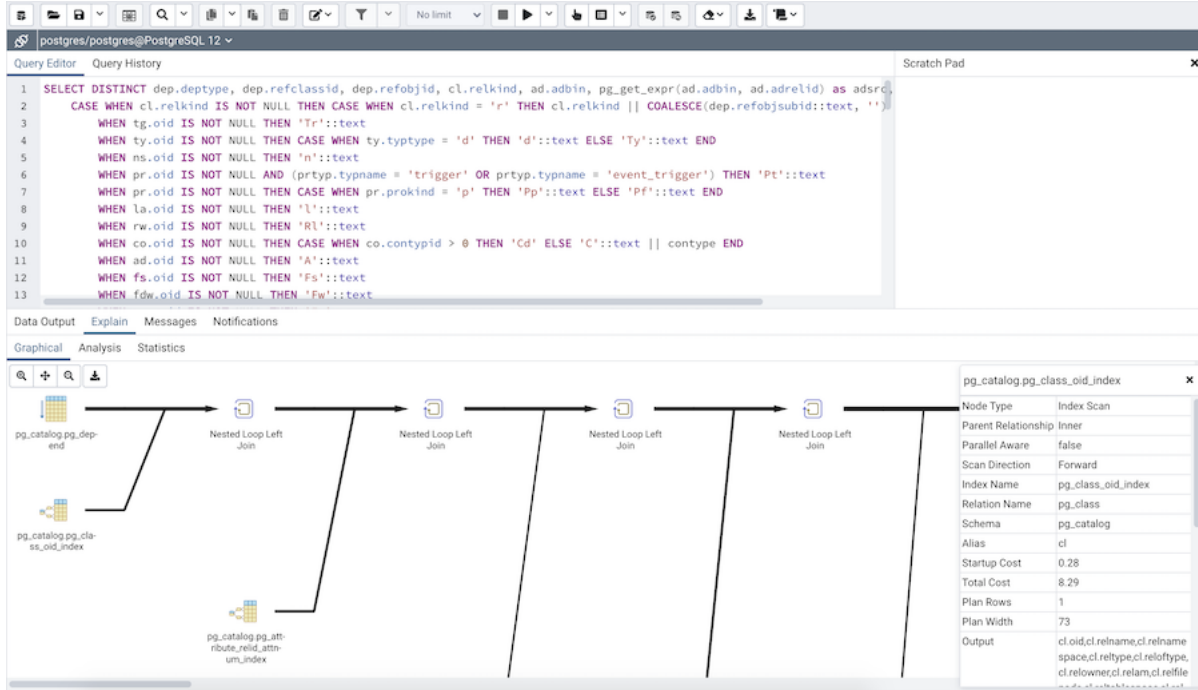 No limit
postgres/postgres@PostgreSQL 12
Query Editor Query History
Scratch Pad
1 SELECT DISTINCT dep.deptype, dep.refclassid, dep.refobjid, cl.relkind, ad.adbin, pg_get_expr(ad.adbin, ad.adrelid) as adsrc,
2 CASE WHEN cl.relkind IS NOT NULL THEN CASE WHEN cl.relkind = 'r' THEN cl.relkind || COALESCE(dep.refobjsubid::text, '')
3 WHEN tg.oid IS NOT NULL THEN 'Tr'::text
4 WHEN ty.oid IS NOT NULL THEN CASE WHEN ty.typtype = 'd' THEN 'd'::text ELSE 'Ty'::text END
5 WHEN ns.oid IS NOT NULL THEN 'n'::text
6 WHEN pr.oid IS NOT NULL AND (prtyp.typname = 'trigger' OR prtyp.typname = 'event_trigger') THEN 'Pt'::text
7 WHEN pr.oid IS NOT NULL THEN CASE WHEN pr.prokind = 'p' THEN 'Pp'::text ELSE 'Pf'::text END
8 WHEN la.oid IS NOT NULL THEN 'l'::text
9 WHEN rw.oid IS NOT NULL THEN 'Rl'::text
10 WHEN co.oid IS NOT NULL THEN CASE WHEN co.contypid > 0 THEN 'Cd' ELSE 'C'::text || contype END
11 WHEN ad.oid IS NOT NULL THEN 'A'::text
12 WHEN fs.oid IS NOT NULL THEN 'Fs'::text
13 WHEN fdw.oid IS NOT NULL THEN 'Fw'::text
Data Output Explain Messages Notifications
Graphical Analysis Statistics
pg_catalog.pg_dep-
end
Nested Loop Left
Join
Nested Loop Left
Join
Nested Loop Left
Join
Nested Loop Left
Join
pg_catalog.pg_cla-
ss_oid_index
pg_catalog.pg_att-
ribute_relid_attn-
um_index
pg_catalog.pg_class_oid_index
Node Type Index Scan
Parent Relationship Inner
Parallel Aware false
Scan Direction Forward
Index Name pg_class_oid_index
Relation Name pg_class
Schema pg_catalog
Alias cl
Startup Cost 0.28
Total Cost 8.29
Plan Rows 1
Plan Width 73
Output cl.oid,cl.relname,cl.relname
space,cl.reltype,cl.reloftype,
cl.relowner,cl.relam,cl.relfile